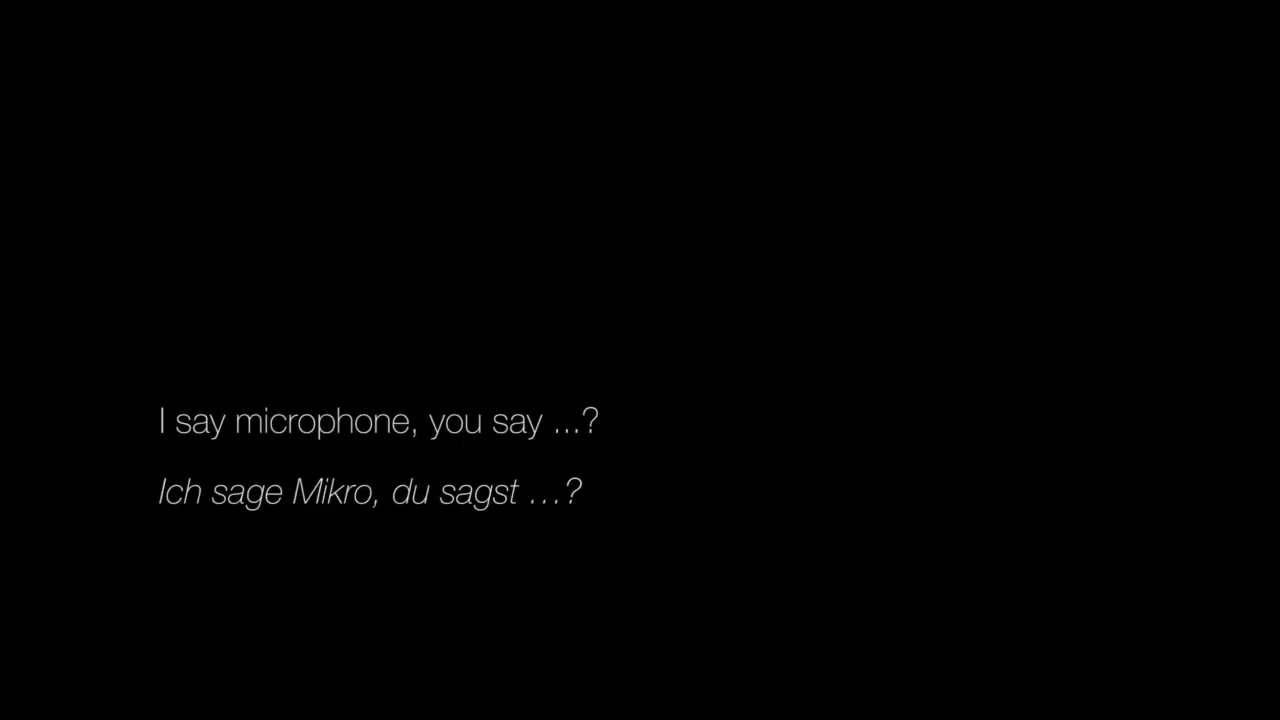 I say microphone, you say ...?
Ich sage Mikro, du sagst …?